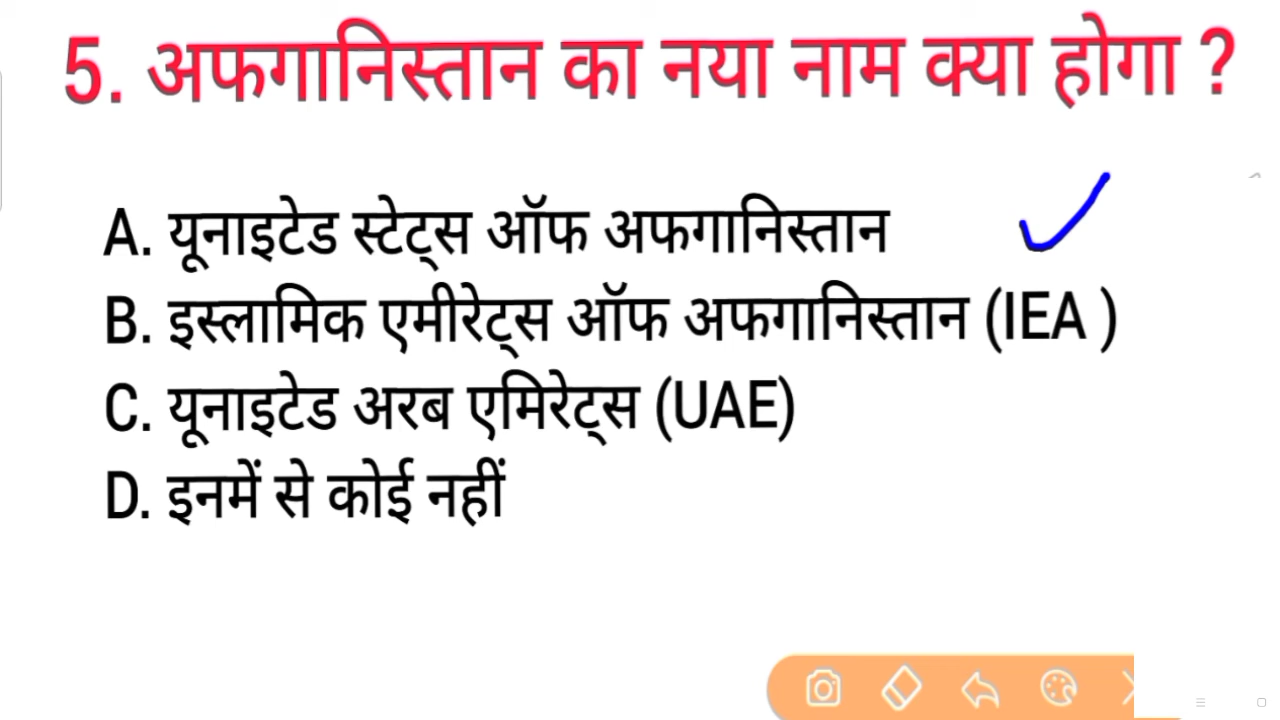 5. अफगानिस्तान का नया नाम क्या होगा ?
A. यूनाइटेड स्टेट्स ऑफ अफगानिस्तान
B. इस्लामिक एमीरेट्स ऑफ अफगानिस्तान (IEA )
C. यूनाइटेड अरब एमिरेट्स (UAE)
D. इनमें से कोई नहीं